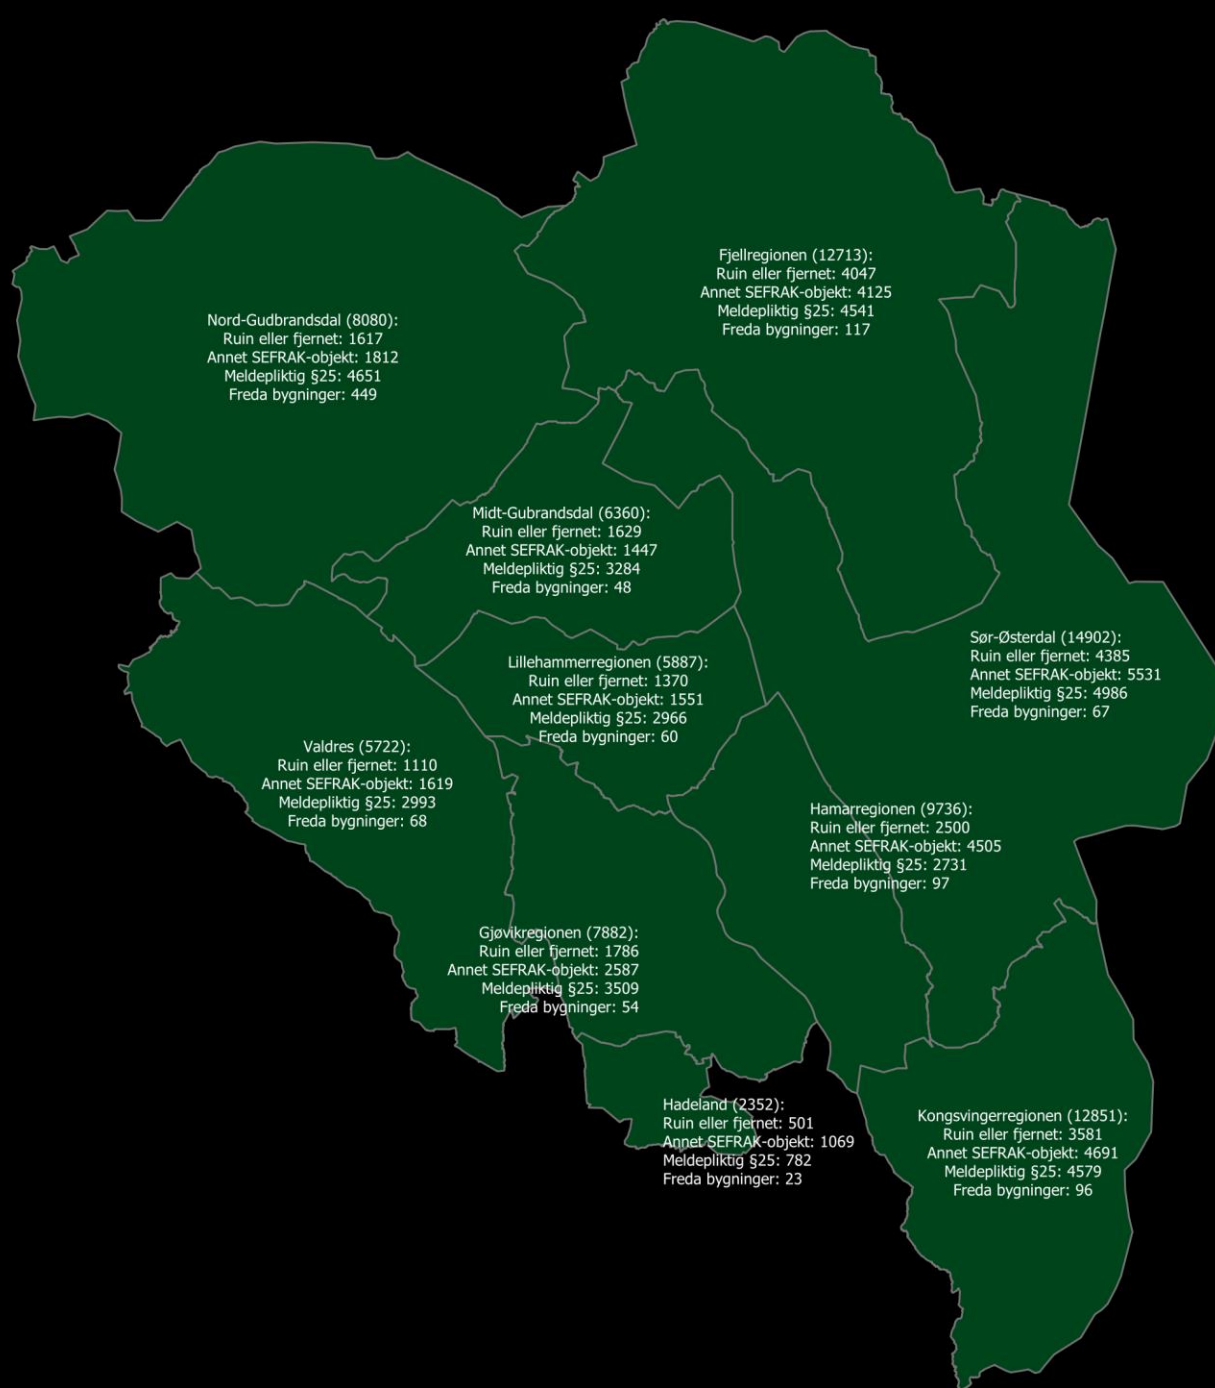 Fjellregionen (12713):
Ruin eller fjernet: 4047
Annet SEFRAK-objekt: 4125
Meldepliktig §25: 4541
Freda bygninger: 117
Nord-Gudbrandsdal (8080):
Ruin eller fjernet: 1617
Annet SEFRAK-objekt: 1812
Meldepliktig §25: 4651
Freda bygninger: 449
Midt-Gubrandsdal (6360):
Ruin eller fjernet: 1629
Annet SEFRAK-objekt: 1447
Meldepliktig §25: 3284
Freda bygninger: 48
Sør-Østerdal (14902):
Ruin eller fjernet: 4385
Annet SEFRAK-objekt: 5531
Meldepliktig §25: 4986
Freda bygninger: 67
Lillehammerregionen (5887):
Ruin eller fjernet: 1370
Annet SEFRAK-objekt: 1551
Meldepliktig §25: 2966
Freda bygninger: 60
Valdres (5722):
Ruin eller fjernet: 1110
Annet SEFRAK-objekt: 1619
Meldepliktig §25: 2993
Freda bygninger: 68
Hamarregionen (9736):
Ruin eller fjernet: 2500
Annet SEFRAK-objekt: 4505
Meldepliktig §25: 2731
Freda bygninger: 97
Gjøvikregionen (7882):
Ruin eller fjernet: 1786
Annet SEFRAK-objekt: 2587
Meldepliktig §25: 3509
Freda bygninger: 54
Hadeland (2352):
Ruin eller fjernet: 501
Annet SEFRAK-objekt: 1069
Meldepliktig §25: 782
Freda bygninger: 23
Kongsvingerregionen (12851):
Ruin eller fjernet: 3581
Annet SEFRAK-objekt: 4691
Meldepliktig §25: 4579
Freda bygninger: 96